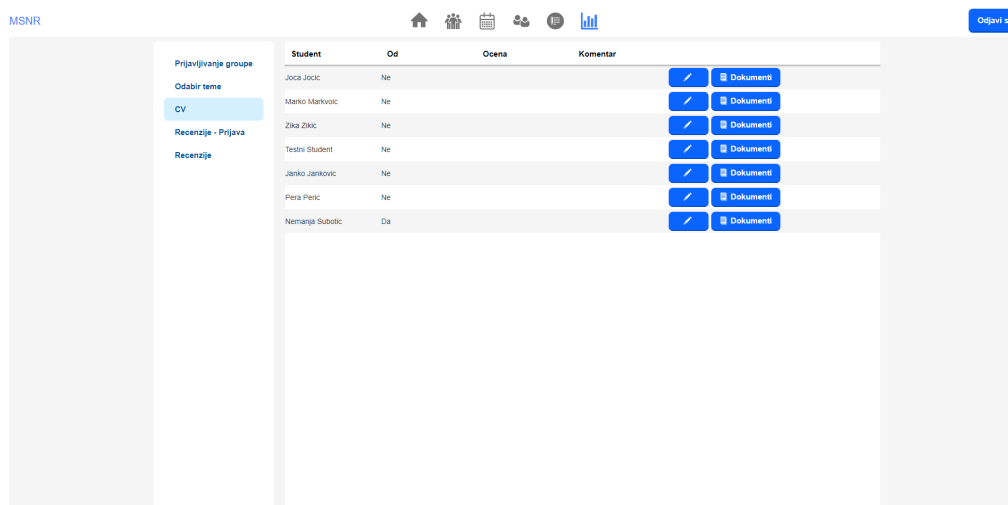 MSNR
Odjavi s
Prijavljivanje groupe
Odabir teme
CV
Recenzije - Prijava
Recenzije
Student Od Ocena Komentar
Joca Jocic Ne Dokumenti
Marko Markvoic Ne Dokumenti
Zika Zikic Ne Dokumenti
Testni Student Ne Dokumenti
Janko Jankovic Ne Dokumenti
Pera Peric Ne Dokumenti
Nemanja Subotic Da Dokumenti